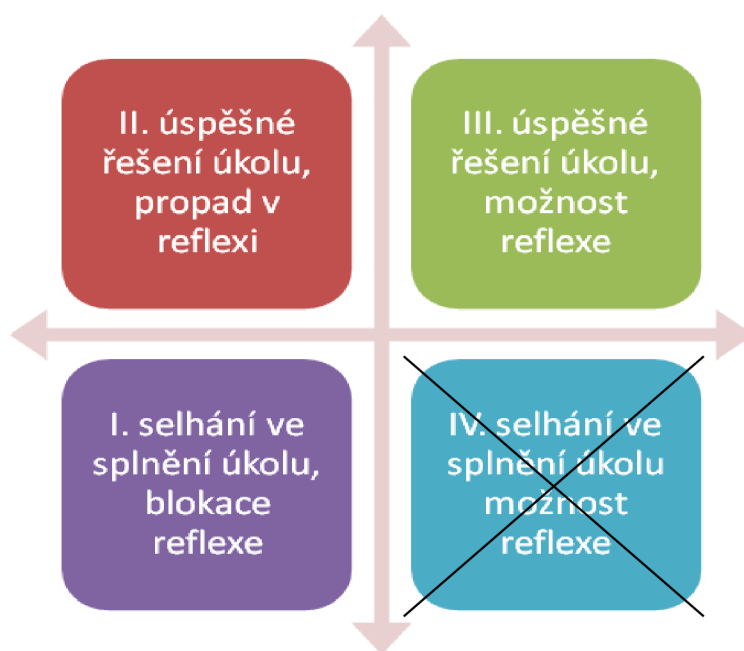 II. úspěšné
řešení úkolu,
propad v
reflexi
III. úspěšné
řešení úkolu,
možnost
reflexe
I. selhání ve
splnění úkolu,
blokace
reflexe
IV. selhání ve
splnění úkolu
možnost
reflexe